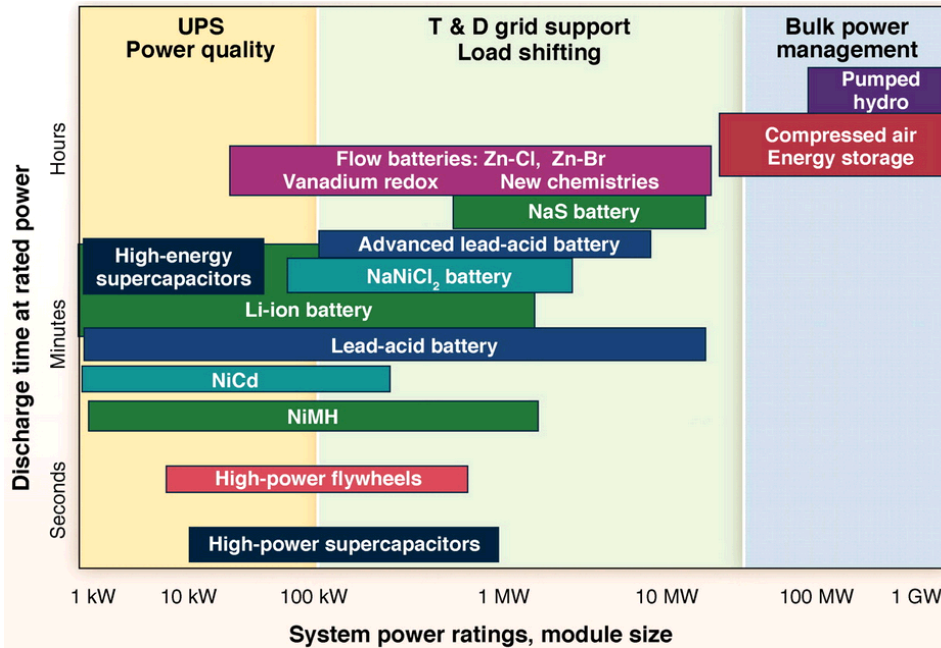 UPS
Power quality
T & D grid support
Load shifting
Bulk power
management
Pumped
hydro
Compressed air
Energy storage
Flow batteries: Zn-Cl, Zn-Br
Vanadium redox New chemistries
NaS battery
Advanced lead-acid battery
High-energy
supercapacitors
NaNiCl₂ battery
Li-ion battery
Lead-acid battery
NiCd
NiMH
High-power flywheels
High-power supercapacitors
Discharge time at rated power
Hours
Minutes
Seconds
1 kW 10 kW 100 kW 1 MW 10 MW 100 MW 1 GW
System power ratings, module size